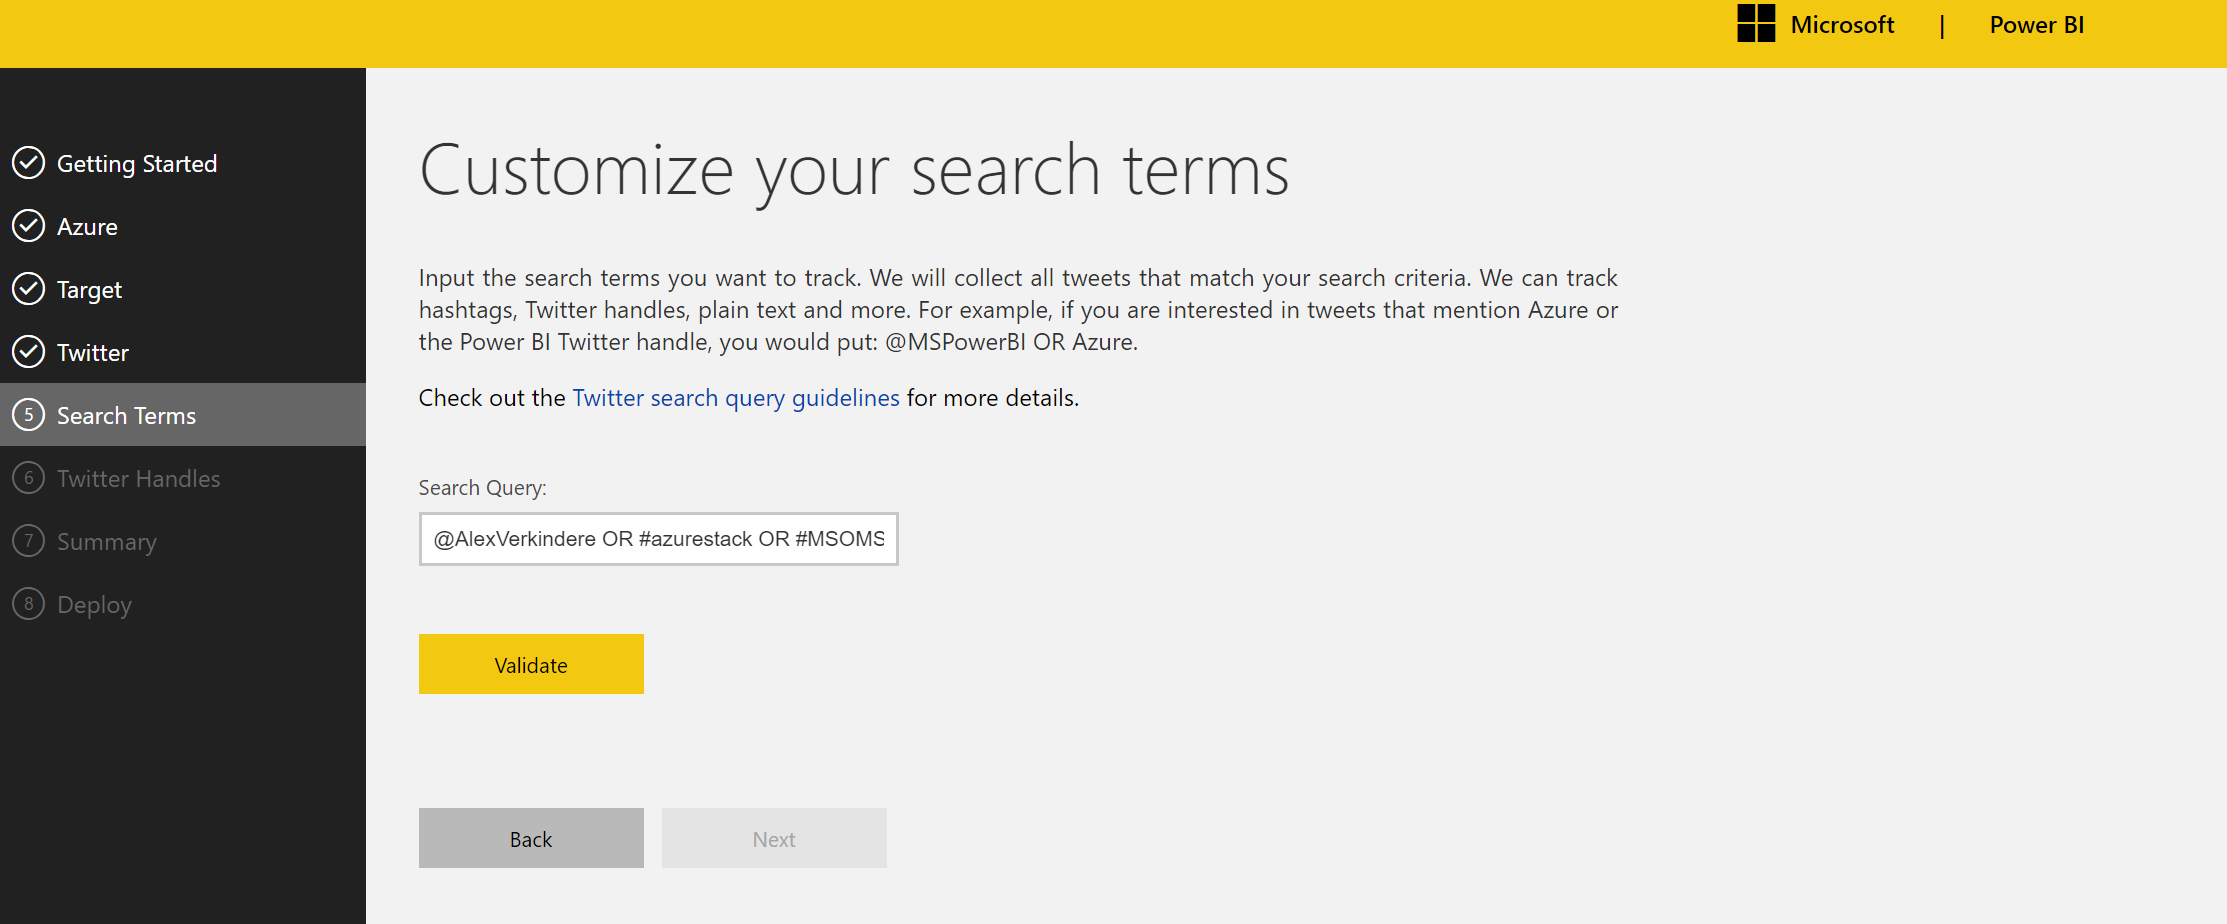 Microsoft | Power BI
Getting Started
Azure
Target
Twitter
5 Search Terms
6 Twitter Handles
7 Summary
8 Deploy
Customize your search terms
Input the search terms you want to track. We will collect all tweets that match your search criteria. We can track
hashtags, Twitter handles, plain text and more. For example, if you are interested in tweets that mention Azure or
the Power BI Twitter handle, you would put: @MSPowerBI OR Azure.
Check out the Twitter search query guidelines for more details.
Search Query:
@AlexVerkindere OR #azurestack OR #MSOMS
Validate
Back
Next